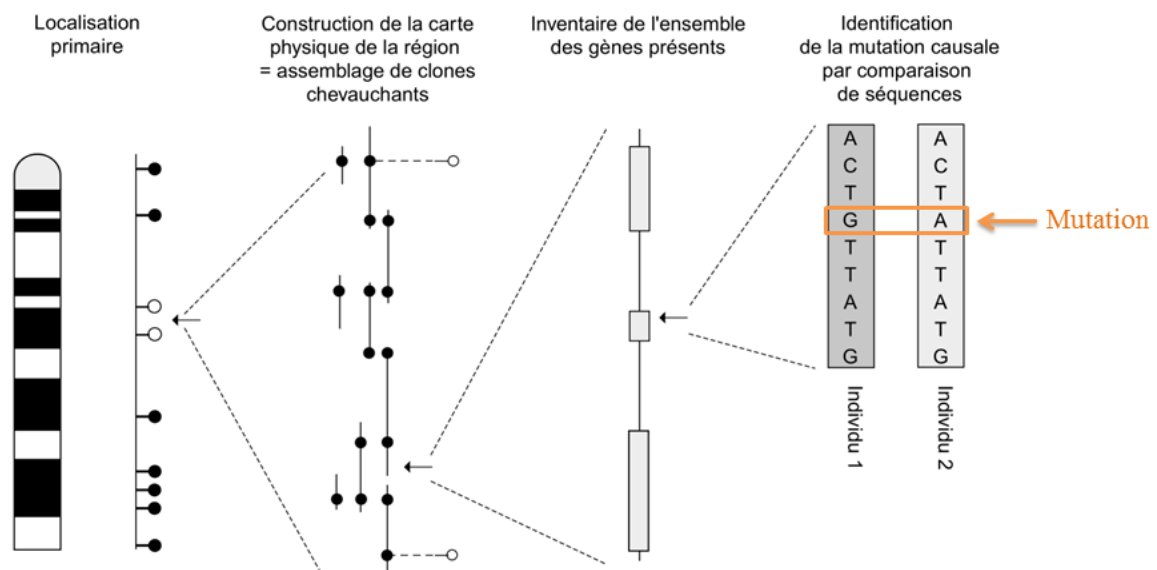 Localisation
primaire
Construction de la carte
physique de la région
= assemblage de clones
chevauchants
Inventaire de l'ensemble
des gènes présents
Identification
de la mutation causale
par comparaison
de séquences
A
C
T
G
T
T
A
T
G
A
C
T
A
T
T
A
T
G
Mutation
Individu 1
Individu 2